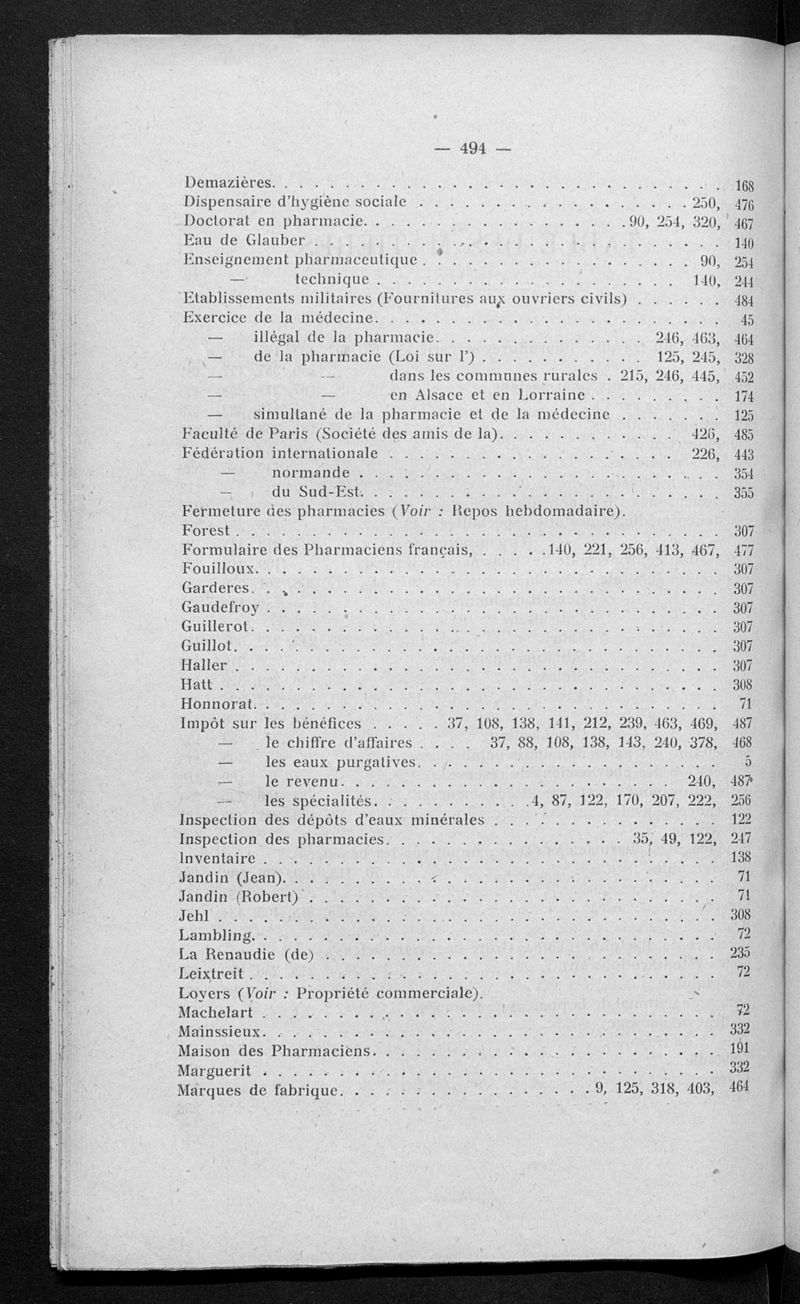 — 494 —
Demazières. . . . . . . . . . . . . . . . . . . . . . . . . . . . . 168
Dispensaire d'hygiène sociale . . . . . . . . . . . . . . . . . 250, 476
Doctorat en pharmacie. . . . . . . . . . . . . . . . . 90, 254, 320, 467
Eau de Glauber . . . . . . . . . . . . . . . . . . . . . . . . . . 140
Enseignement pharmaceutique . . . . . . . . . . . . . . . . . . 90, 254
— technique . . . . . . . . . . . . . . . . . . . . 140, 244
Etablissements militaires (Fournitures aux ouvriers civils) . . . . . . 484
Exercice de la médecine. . . . . . . . . . . . . . . . . . . . . . . 45
— illégal de la pharmacie. . . . . . . . . . . . . . 246, 463, 464
— de la pharmacie (Loi sur l') . . . . . . . . . . . 125, 245, 328
— — dans les communes rurales . 215, 246, 445, 452
— — en Alsace et en Lorraine . . . . . . . . . 174
— simultané de la pharmacie et de la médecine . . . . . . . 125
Faculté de Paris (Société des amis de la). . . . . . . . . . . . 426, 485
Fédération internationale . . . . . . . . . . . . . . . . . . . 226, 443
— normande . . . . . . . . . . . . . . . . . . . . . . . . 354
— du Sud-Est. . . . . . . . . . . . . . . . . . . . . . . . 355
Fermeture des pharmacies (Voir : Repos hebdomadaire).
Forest . . . . . . . . . . . . . . . . . . . . . . . . . . . . . . . 307
Formulaire des Pharmaciens français, . . . . . 140, 221, 256, 413, 467, 477
Fouilloux. . . . . . . . . . . . . . . . . . . . . . . . . . . . . . 307
Garderes. . . . . . . . . . . . . . . . . . . . . . . . . . . . . . 307
Gaudefroy . . . . . . . . . . . . . . . . . . . . . . . . . . . . . 307
Guillerot. . . . . . . . . . . . . . . . . . . . . . . . . . . . . . 307
Guillot. . . . . . . . . . . . . . . . . . . . . . . . . . . . . . . 307
Haller . . . . . . . . . . . . . . . . . . . . . . . . . . . . . . . 307
Hatt . . . . . . . . . . . . . . . . . . . . . . . . . . . . . . . . 308
Honnorat. . . . . . . . . . . . . . . . . . . . . . . . . . . . . . 71
Impôt sur les bénéfices . . . . . 37, 108, 138, 141, 212, 239, 463, 469, 487
— le chiffre d'affaires . . . . 37, 88, 108, 138, 143, 240, 378, 468
— les eaux purgatives. . . . . . . . . . . . . . . . . . . . 5
— le revenu. . . . . . . . . . . . . . . . . . . . . . 240, 487
— les spécialités. . . . . . . . . . . 4, 87, 122, 170, 207, 222, 256
Inspection des dépôts d'eaux minérales . . . . . . . . . . . . . . . 122
Inspection des pharmacies. . . . . . . . . . . . . . . . 35, 49, 122, 247
Inventaire . . . . . . . . . . . . . . . . . . . . . . . . . . . . . 138
Jandin (Jean). . . . . . . . . . . . . . . . . . . . . . . . . . . . 71
Jandin (Robert) . . . . . . . . . . . . . . . . . . . . . . . . . . . 71
Jehl . . . . . . . . . . . . . . . . . . . . . . . . . . . . . . . . 308
Lambling. . . . . . . . . . . . . . . . . . . . . . . . . . . . . . 72
La Renaudie (de) . . . . . . . . . . . . . . . . . . . . . . . . . . 235
Leixtreit . . . . . . . . . . . . . . . . . . . . . . . . . . . . . . 72
Loyers (Voir : Propriété commerciale).
Machelart . . . . . . . . . . . . . . . . . . . . . . . . . . . . . 72
Mainssieux. . . . . . . . . . . . . . . . . . . . . . . . . . . . . 332
Maison des Pharmaciens. . . . . . . . . . . . . . . . . . . . . . . 191
Marguerit . . . . . . . . . . . . . . . . . . . . . . . . . . . . . 332
Marques de fabrique. . . . . . . . . . . . . . . . . 9, 125, 318, 403, 464